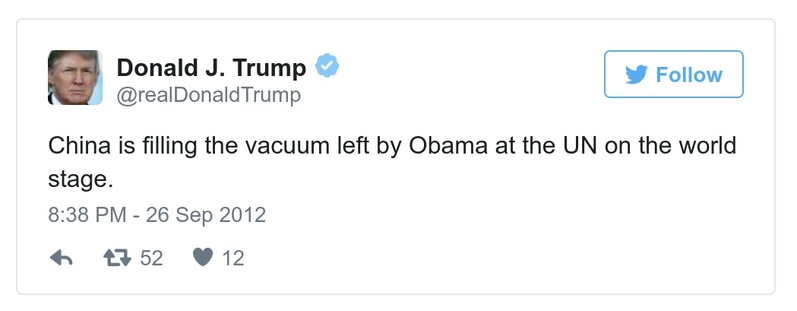 Donald J. Trump
@realDonaldTrump
Follow
China is filling the vacuum left by Obama at the UN on the world
stage.
8:38 PM - 26 Sep 2012
52 12